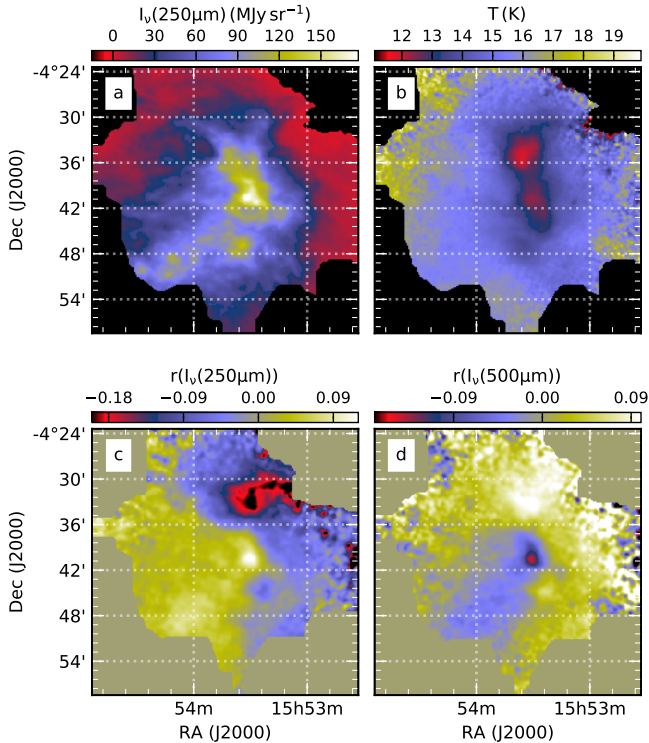 I_ν(250μm) (MJy sr⁻¹)
0 30 60 90 120 150
T (K)
12 13 14 15 16 17 18 19
Dec (J2000)
-4°24'
30'
36'
42'
48'
54'
a
b
r(I_ν(250μm))
−0.18 −0.09 0.00 0.09
r(I_ν(500μm))
−0.09 0.00 0.09
Dec (J2000)
-4°24'
30'
36'
42'
48'
54'
c
d
54m 15h53m
54m 15h53m
RA (J2000)
RA (J2000)